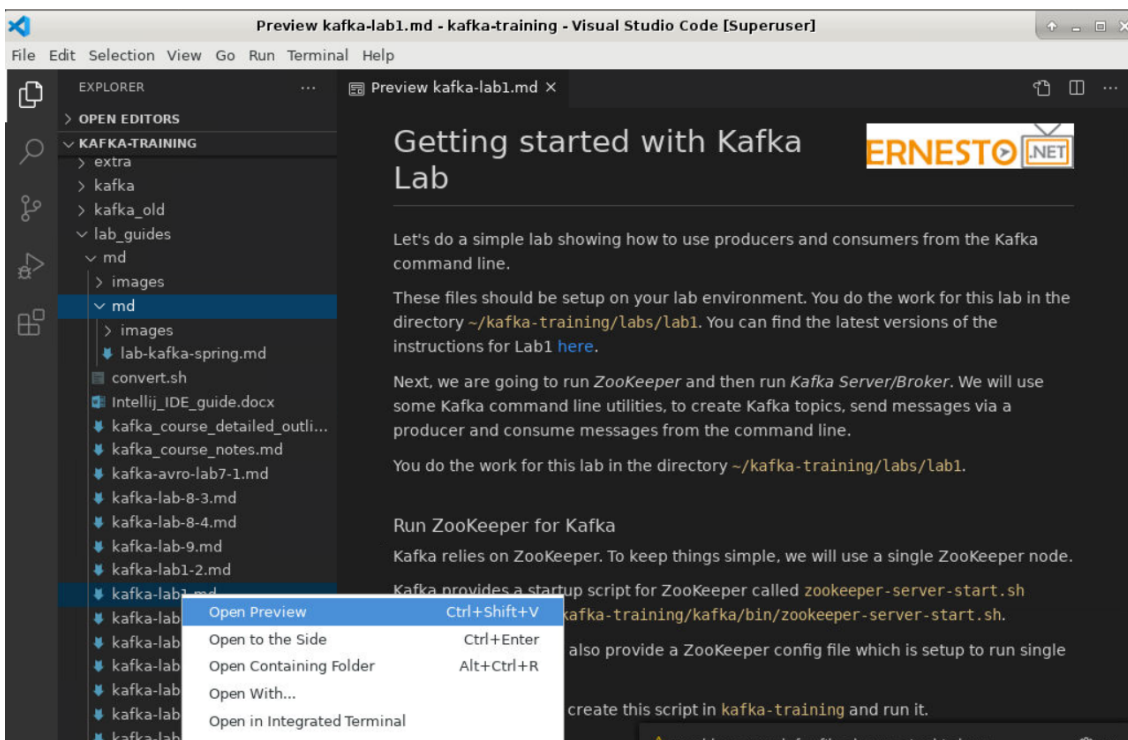 Preview kafka-lab1.md - kafka-training - Visual Studio Code [Superuser]
File Edit Selection View Go Run Terminal Help
EXPLORER
OPEN EDITORS
KAFKA-TRAINING
extra
kafka
kafka_old
lab_guides
md
images
md
images
lab-kafka-spring.md
convert.sh
Intellij_IDE_guide.docx
kafka_course_detailed_outli...
kafka_course_notes.md
kafka-avro-lab7-1.md
kafka-lab-8-3.md
kafka-lab-8-4.md
kafka-lab-9.md
kafka-lab1-2.md
kafka-lab1.md
kafka-lab
kafka-lab
kafka-lab
kafka-lab
kafka-lab
kafka-lab
Open Preview Ctrl+Shift+V
Open to the Side Ctrl+Enter
Open Containing Folder Alt+Ctrl+R
Open With...
Open in Integrated Terminal
Preview kafka-lab1.md
Getting started with Kafka
Lab
ERNESTO .NET
Let's do a simple lab showing how to use producers and consumers from the Kafka
command line.
These files should be setup on your lab environment. You do the work for this lab in the
directory ~/kafka-training/labs/lab1. You can find the latest versions of the
instructions for Lab1 here.
Next, we are going to run ZooKeeper and then run Kafka Server/Broker. We will use
some Kafka command line utilities, to create Kafka topics, send messages via a
producer and consume messages from the command line.
You do the work for this lab in the directory ~/kafka-training/labs/lab1.
Run ZooKeeper for Kafka
Kafka relies on ZooKeeper. To keep things simple, we will use a single ZooKeeper node.
Kafka provides a startup script for ZooKeeper called zookeeper-server-start.sh
kafka-training/kafka/bin/zookeeper-server-start.sh.
also provide a ZooKeeper config file which is setup to run single
create this script in kafka-training and run it.